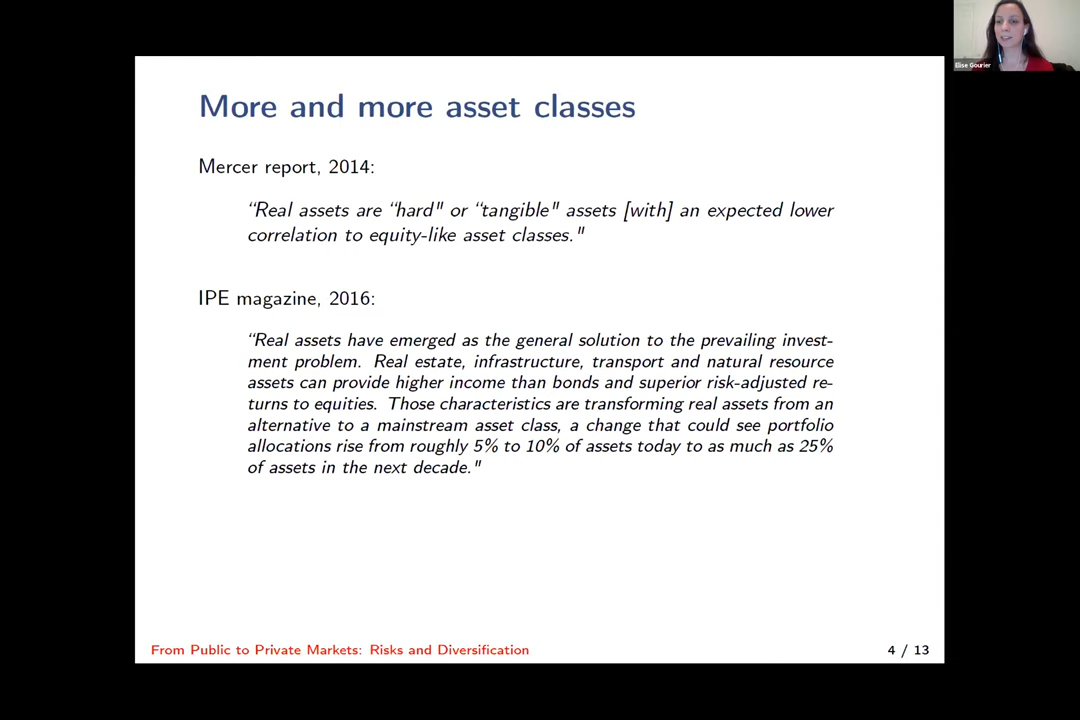 Elise Gourier
More and more asset classes
Mercer report, 2014:
“Real assets are “hard" or “tangible" assets [with] an expected lower
correlation to equity-like asset classes."
IPE magazine, 2016:
“Real assets have emerged as the general solution to the prevailing invest-
ment problem. Real estate, infrastructure, transport and natural resource
assets can provide higher income than bonds and superior risk-adjusted re-
turns to equities. Those characteristics are transforming real assets from an
alternative to a mainstream asset class, a change that could see portfolio
allocations rise from roughly 5% to 10% of assets today to as much as 25%
of assets in the next decade."
From Public to Private Markets: Risks and Diversification
4 / 13